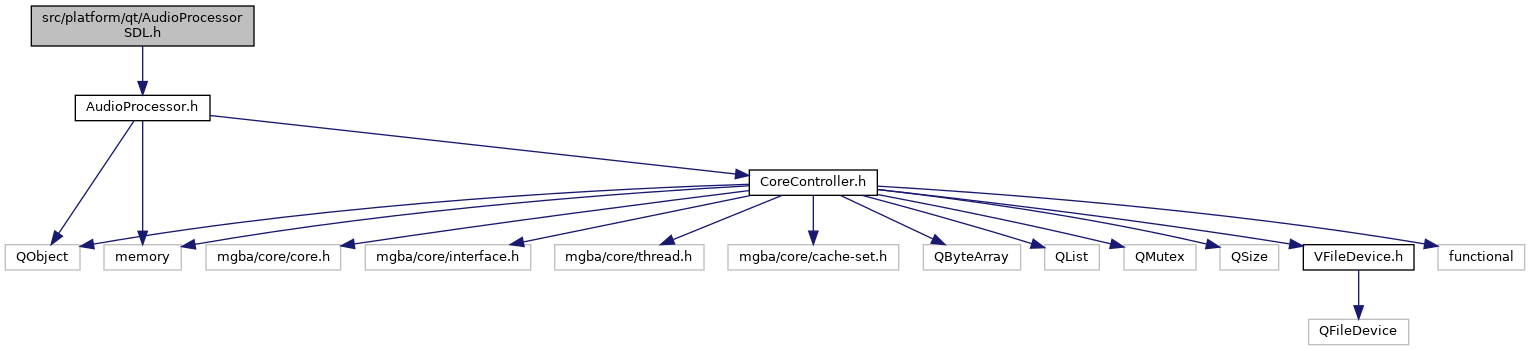 src/platform/qt/AudioProcessor
SDL.h
AudioProcessor.h
CoreController.h
QObject
memory
mgba/core/core.h
mgba/core/interface.h
mgba/core/thread.h
mgba/core/cache-set.h
QByteArray
QList
QMutex
QSize
VFileDevice.h
functional
QFileDevice